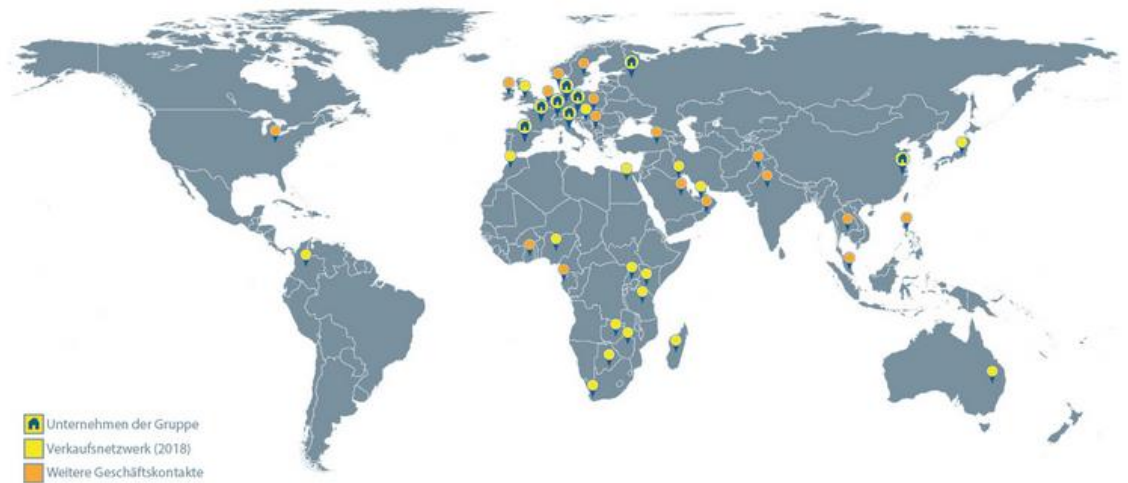 Unternehmen der Gruppe
Verkaufsnetzwerk (2018)
Weitere Geschäftskontakte